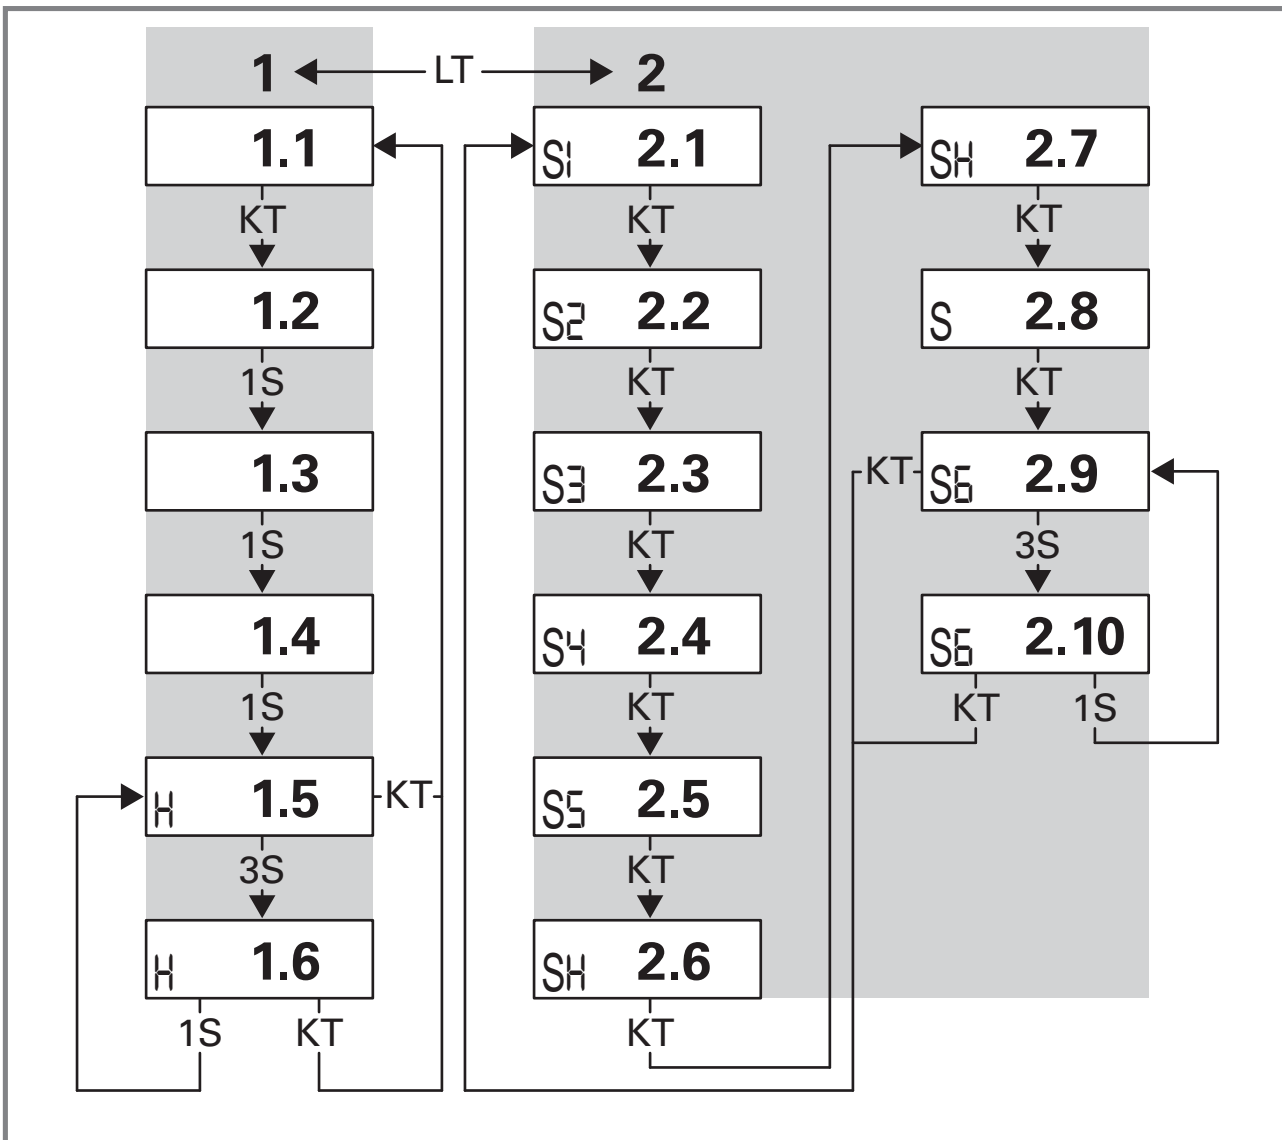 1 LT 2
1.1
KT
1.2
1S
1.3
1S
1.4
1S
H 1.5 KT
3S
H 1.6
1S KT
S1 2.1
KT
S2 2.2
KT
S3 2.3
KT
S4 2.4
KT
S5 2.5
KT
SH 2.6
KT
SH 2.7
KT
S 2.8
KT
KT S6 2.9
3S
S6 2.10
KT 1S